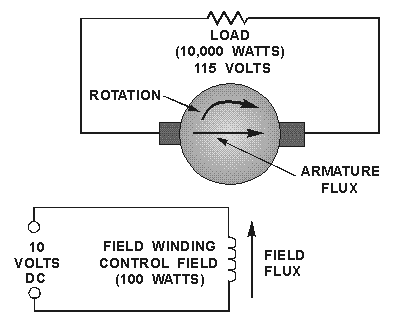 LOAD
(10,000 WATTS)
115 VOLTS
ROTATION
ARMATURE
FLUX
10
VOLTS
DC
FIELD WINDING
CONTROL FIELD
(100 WATTS)
FIELD
FLUX